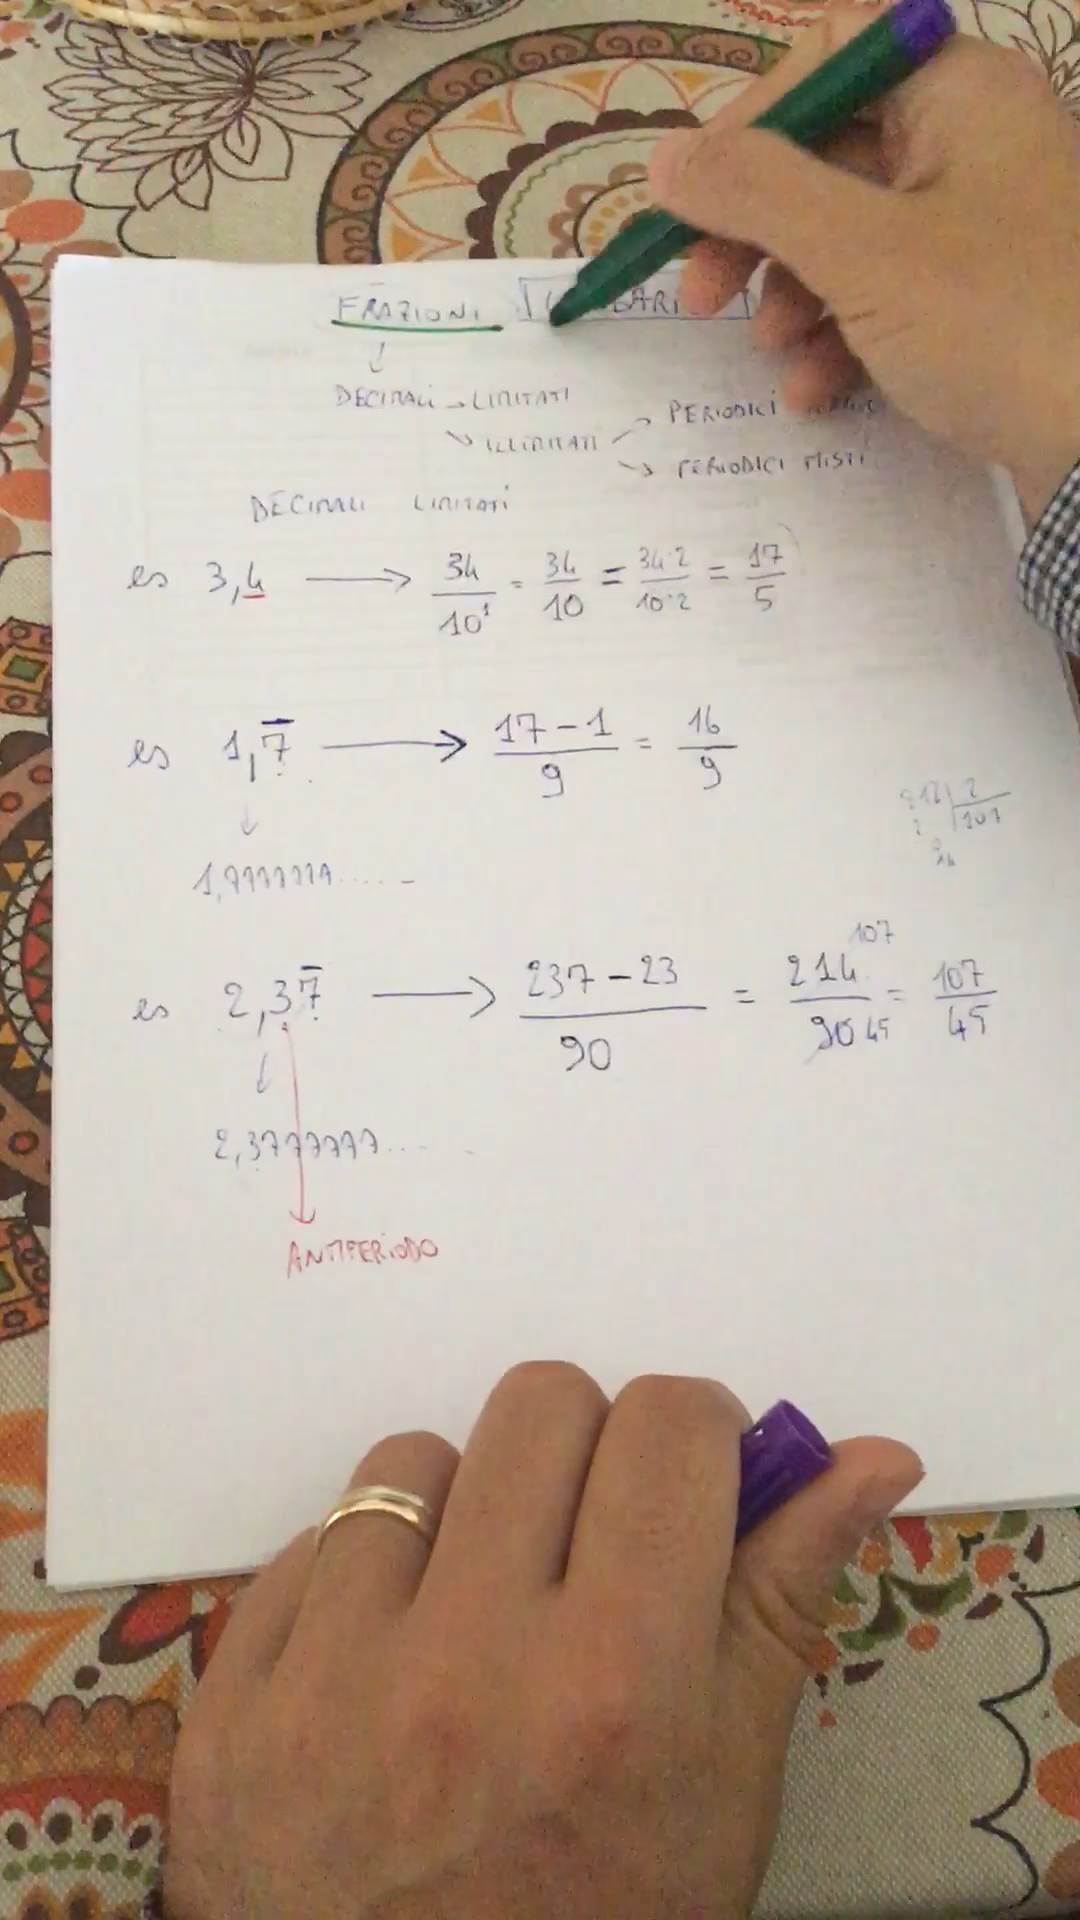 FRAZIONI
↓
DECIMALI → LIMITATI
↘ ILLIMITATI → PERIODICI
↘ PERIODICI MISTI
DECIMALI LIMITATI
es 3,4 → 34/10¹ = 34/10 = 34:2/10:2 = 17/5
es 1,7̅ → 17-1/9 = 16/9
↓
1,7777777.....
es 2,37̅ → 237-23/90 = 214 107/90 45 = 107/45
↓
2,3777777....
ANTIPERIODO